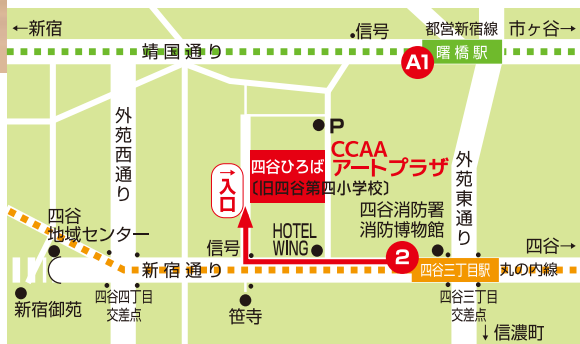 ←新宿
信号
都営新宿線
市ヶ谷→
靖国通り
曙橋駅
A1
外苑西通り
P
CCAA
アートプラザ
四谷ひろば
(旧四谷第四小学校)
→入口
外苑東通り
四谷
地域センター
四谷消防署
消防博物館
HOTEL
WING
信号
2
四谷→
新宿通り
四谷三丁目駅
丸の内線
新宿御苑
四谷四丁目
交差点
笹寺
四谷三丁目
交差点
↓信濃町